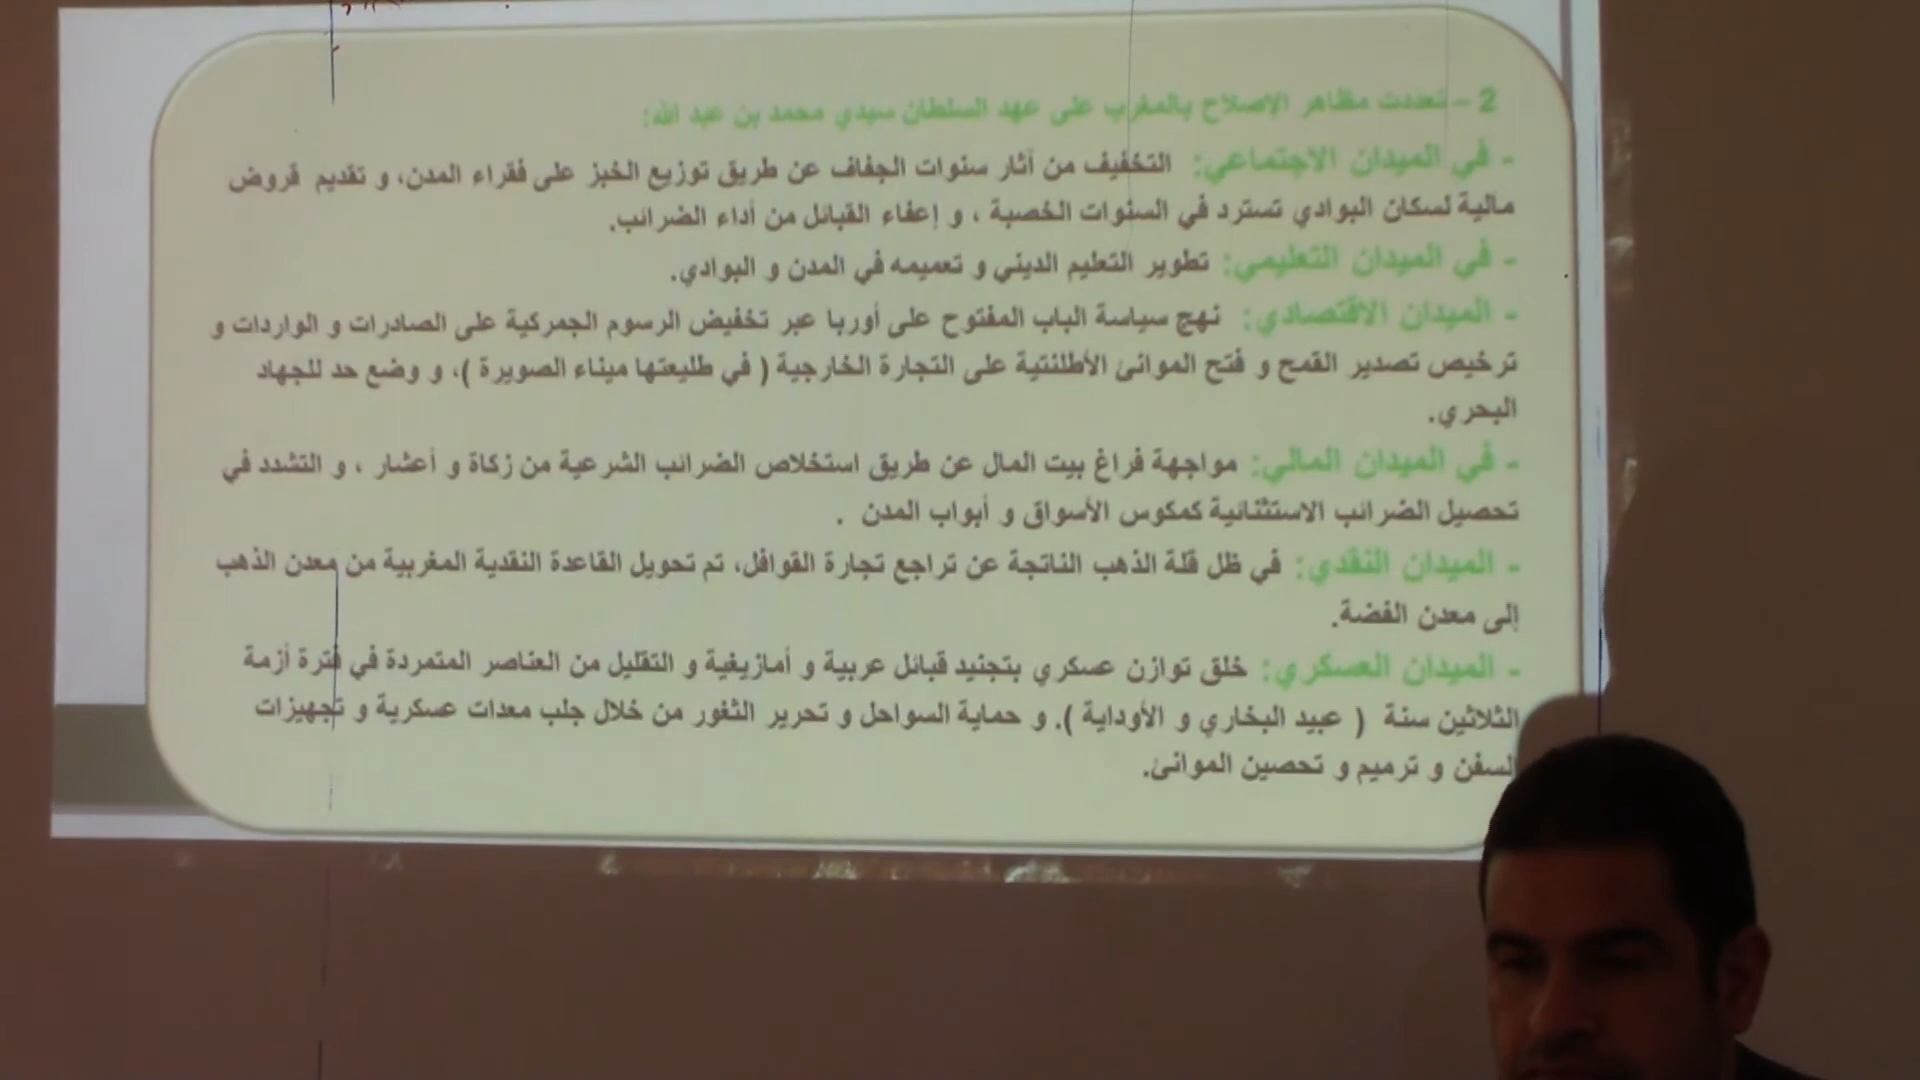 2 – تعددت مظاهر الإصلاح بالمغرب على عهد السلطان سيدي محمد بن عبد الله:
- في الميدان الاجتماعي: التخفيف من آثار سنوات الجفاف عن طريق توزيع الخبز على فقراء المدن، و تقديم قروض
مالية لسكان البوادي تسترد في السنوات الخصبة ، و إعفاء القبائل من أداء الضرائب.
- في الميدان التعليمي: تطوير التعليم الديني و تعميمه في المدن و البوادي.
- الميدان الاقتصادي: نهج سياسة الباب المفتوح على أوربا عبر تخفيض الرسوم الجمركية على الصادرات و الواردات و
ترخيص تصدير القمح و فتح الموانئ الأطلنتية على التجارة الخارجية ( في طليعتها ميناء الصويرة )، و وضع حد للجهاد
البحري.
- في الميدان المالي: مواجهة فراغ بيت المال عن طريق استخلاص الضرائب الشرعية من زكاة و أعشار ، و التشدد في
تحصيل الضرائب الاستثنائية كمكوس الأسواق و أبواب المدن .
- الميدان النقدي: في ظل قلة الذهب الناتجة عن تراجع تجارة القوافل، تم تحويل القاعدة النقدية المغربية من معدن الذهب
إلى معدن الفضة.
- الميدان العسكري: خلق توازن عسكري بتجنيد قبائل عربية و أمازيغية و التقليل من العناصر المتمردة في فترة أزمة
الثلاثين سنة ( عبيد البخاري و الأوداية ). و حماية السواحل و تحرير الثغور من خلال جلب معدات عسكرية و تجهيزات
السفن و ترميم و تحصين الموانئ.